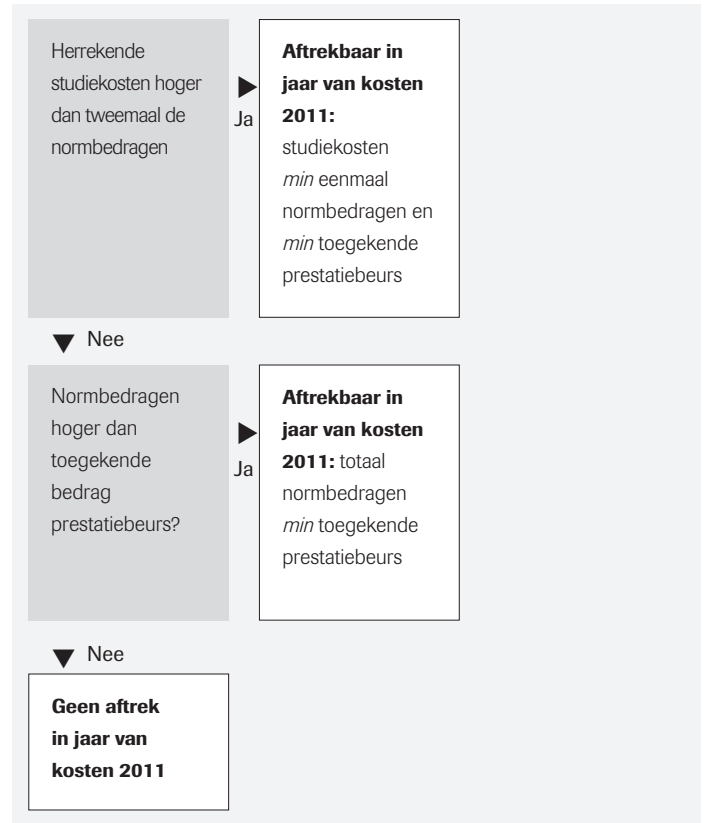 Herrekende
studiekosten hoger
dan tweemaal de
normbedragen
Ja
Aftrekbaar in
jaar van kosten
2011:
studiekosten
min eenmaal
normbedragen en
min toegekende
prestatiebeurs
Nee
Normbedragen
hoger dan
toegekende
bedrag
prestatiebeurs?
Ja
Aftrekbaar in
jaar van kosten
2011: totaal
normbedragen
min toegekende
prestatiebeurs
Nee
Geen aftrek
in jaar van
kosten 2011